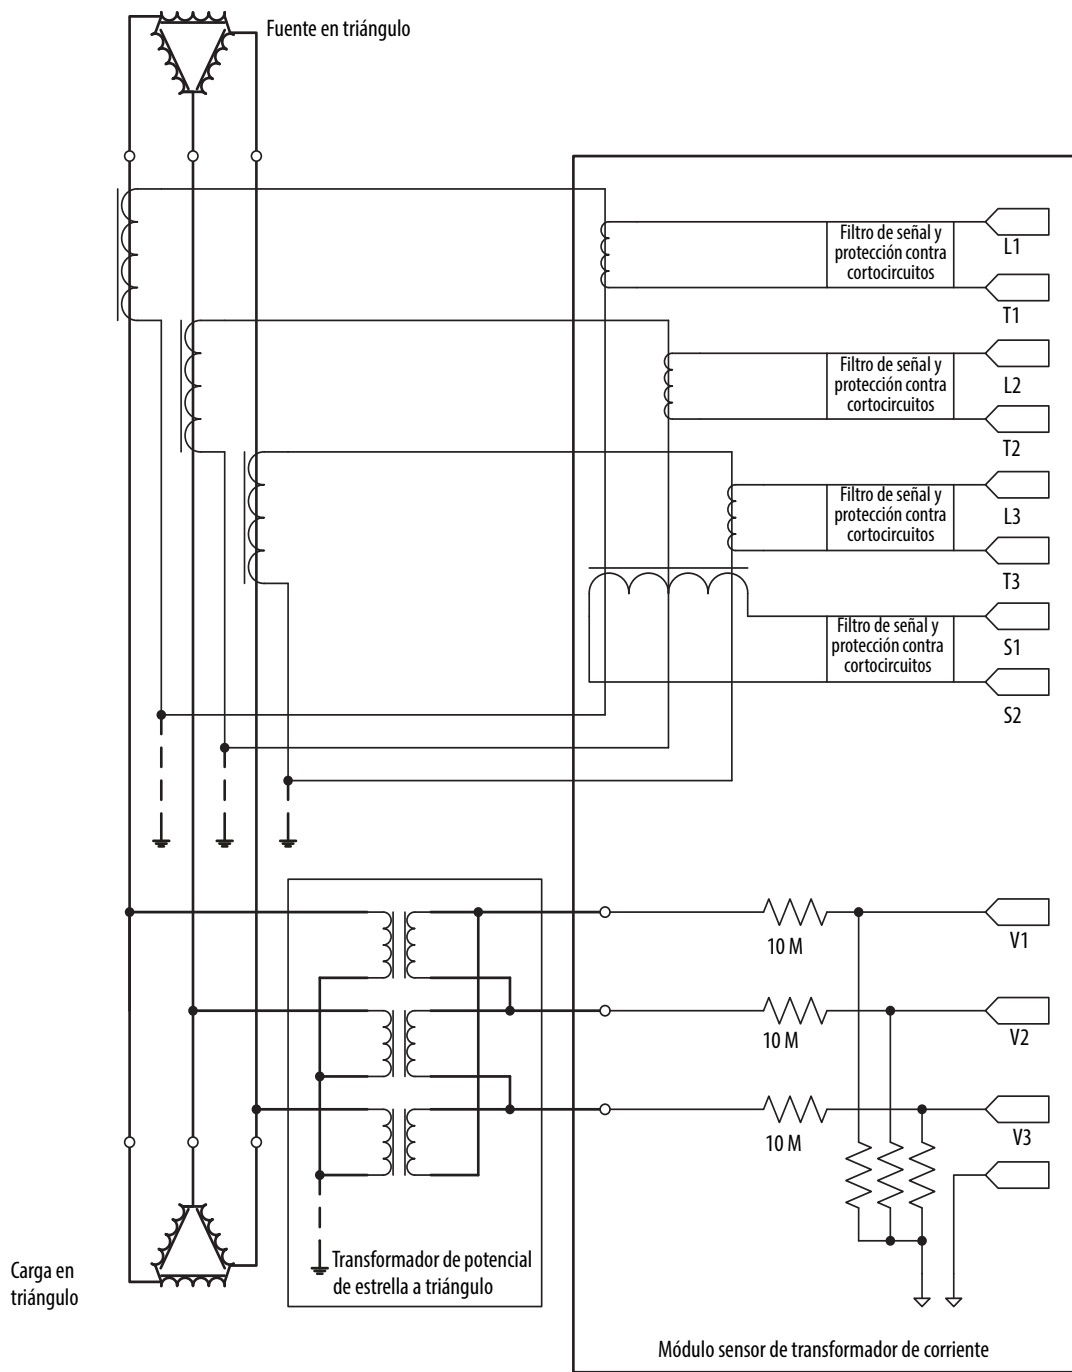 Fuente en triángulo
Filtro de señal y
protección contra
cortocircuitos
L1
T1
Filtro de señal y
protección contra
cortocircuitos
L2
T2
Filtro de señal y
protección contra
cortocircuitos
L3
T3
Filtro de señal y
protección contra
cortocircuitos
S1
S2
10 M
V1
10 M
V2
10 M
V3
Transformador de potencial
de estrella a triángulo
Carga en
triángulo
Módulo sensor de transformador de corriente